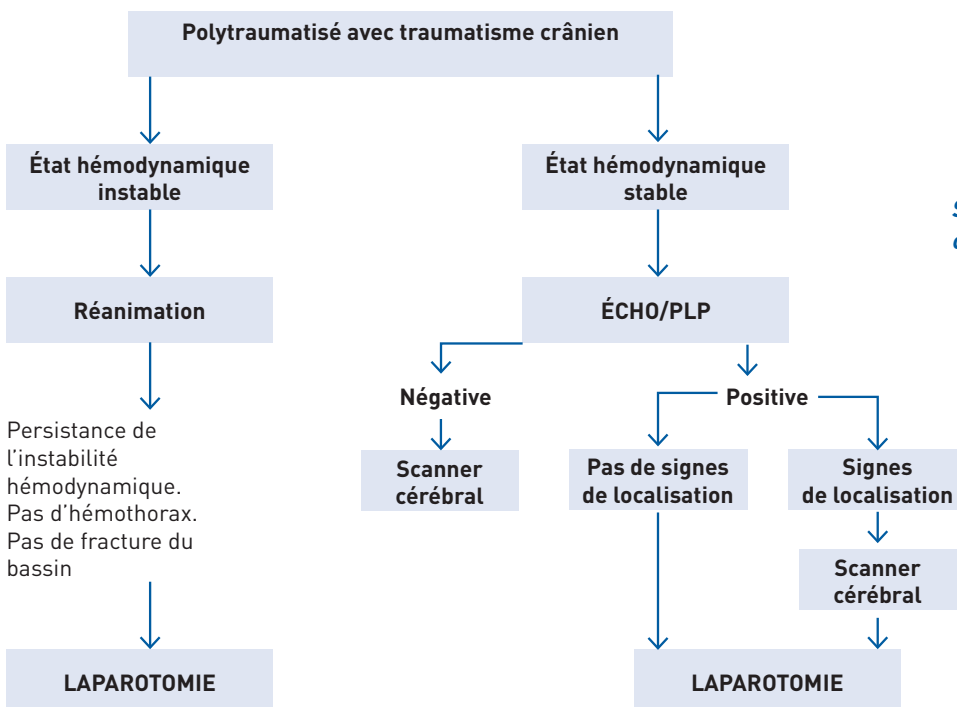 Polytraumatisé avec traumatisme crânien
État hémodynamique
instable
État hémodynamique
stable
Réanimation
ÉCHO/PLP
Négative
Positive
Persistance de
l'instabilité
hémodynamique.
Pas d'hémothorax.
Pas de fracture du
bassin
Scanner
cérébral
Pas de signes
de localisation
Signes
de localisation
Scanner
cérébral
LAPAROTOMIE
LAPAROTOMIE